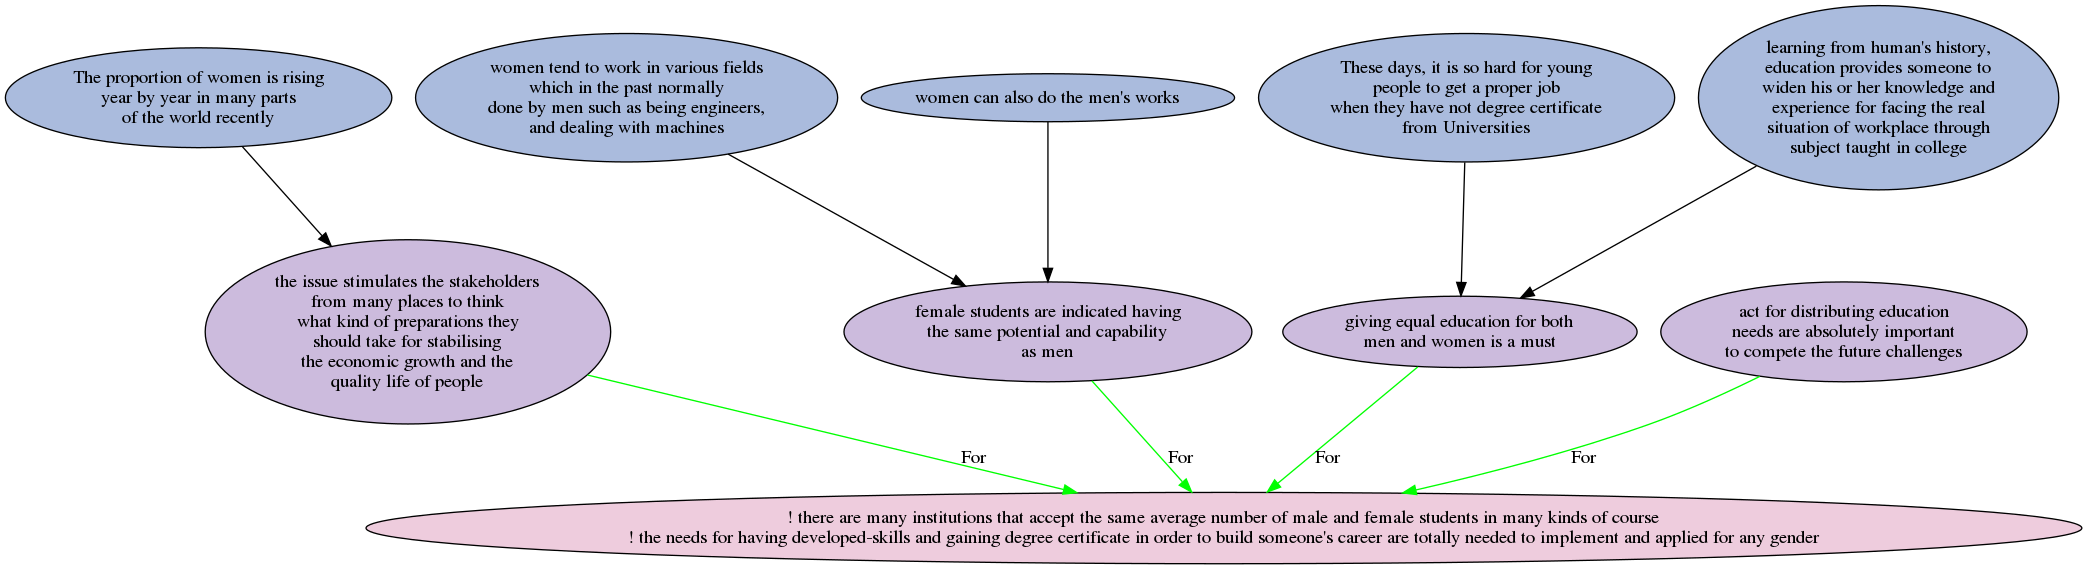 The proportion of women is rising
year by year in many parts
of the world recently
women tend to work in various fields
which in the past normally
done by men such as being engineers,
and dealing with machines
women can also do the men's works
These days, it is so hard for young
people to get a proper job
when they have not degree certificate
from Universities
learning from human's history,
education provides someone to
widen his or her knowledge and
experience for facing the real
situation of workplace through
subject taught in college
the issue stimulates the stakeholders
from many places to think
what kind of preparations they
should take for stabilising
the economic growth and the
quality life of people
female students are indicated having
the same potential and capability
as men
giving equal education for both
men and women is a must
act for distributing education
needs are absolutely important
to compete the future challenges
For
For
For
For
! there are many institutions that accept the same average number of male and female students in many kinds of course
! the needs for having developed-skills and gaining degree certificate in order to build someone's career are totally needed to implement and applied for any gender